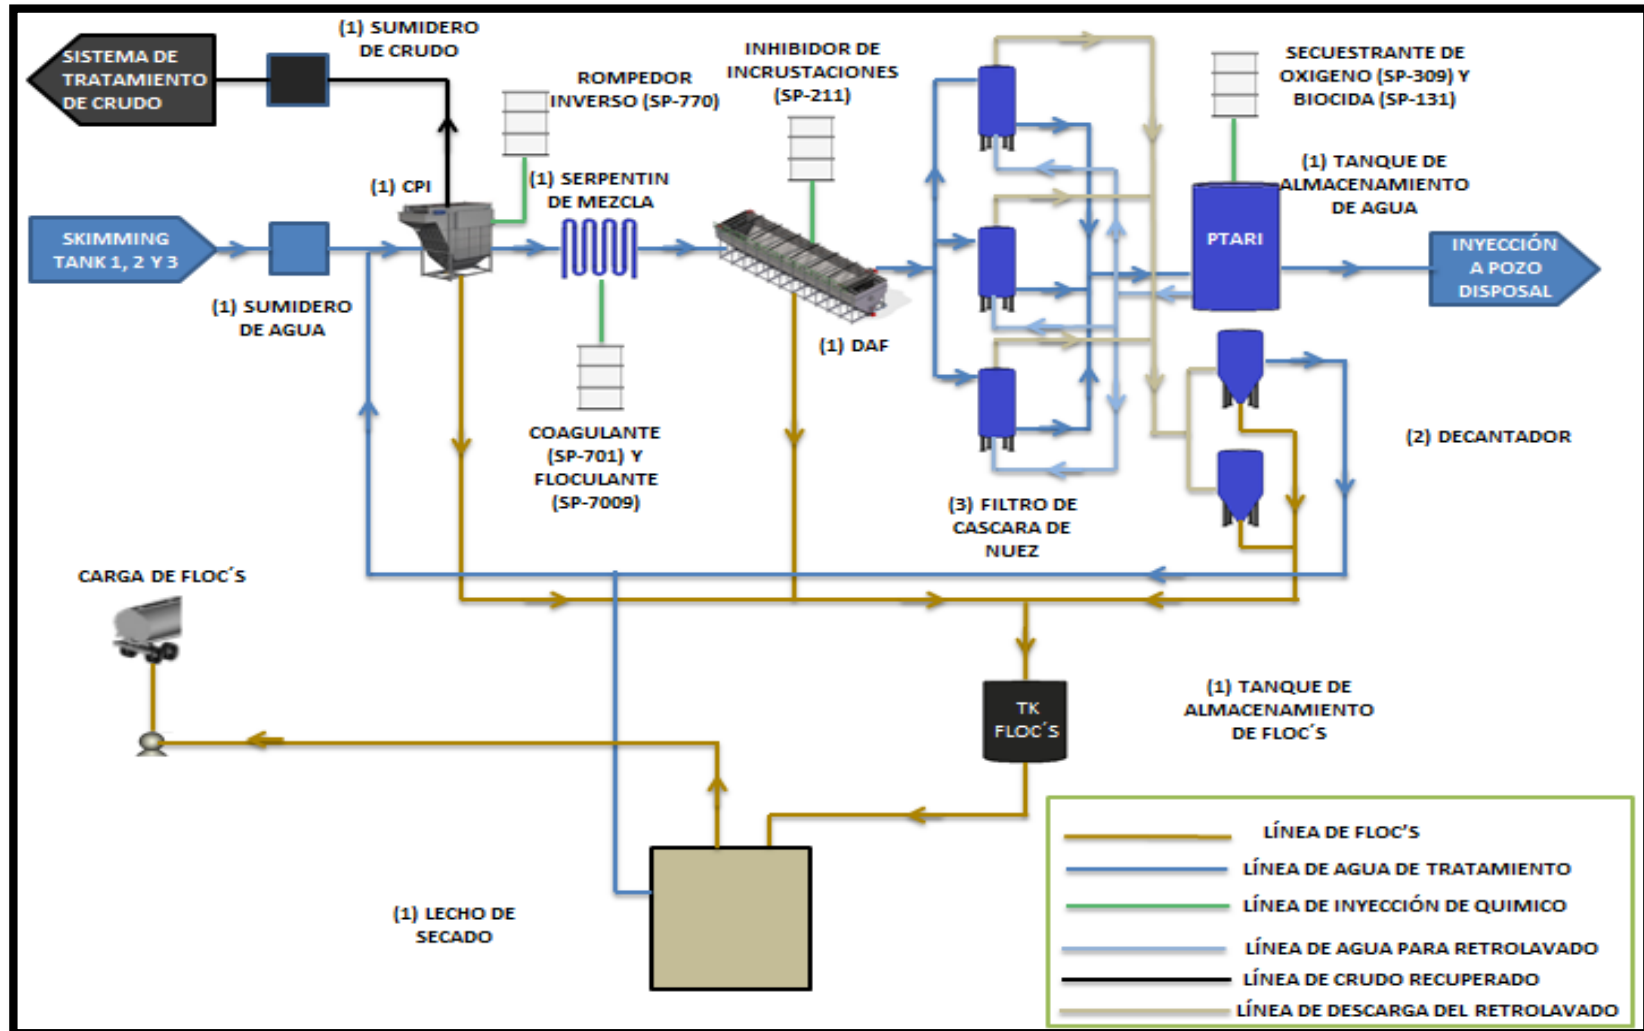 SISTEMA DE
TRATAMIENTO
DE CRUDO
(1) SUMIDERO
DE CRUDO
ROMPEDOR
INVERSO (SP-770)
INHIBIDOR DE
INCRUSTACIONES
(SP-211)
SECUESTRANTE DE
OXIGENO (SP-309) Y
BIOCIDA (SP-131)
(1) CPI
(1) SERPENTIN
DE MEZCLA
(1) TANQUE DE
ALMACENAMIENTO
DE AGUA
SKIMMING
TANK 1, 2 Y 3
PTARI
INYECCIÓN
A POZO
DISPOSAL
(1) SUMIDERO
DE AGUA
(1) DAF
COAGULANTE
(SP-701) Y
FLOCULANTE
(SP-7009)
(2) DECANTADOR
(3) FILTRO DE
CASCARA DE
NUEZ
CARGA DE FLOC´S
TK
FLOC´S
(1) TANQUE DE
ALMACENAMIENTO
DE FLOC´S
(1) LECHO DE
SECADO
LÍNEA DE FLOC'S
LÍNEA DE AGUA DE TRATAMIENTO
LÍNEA DE INYECCIÓN DE QUIMICO
LÍNEA DE AGUA PARA RETROLAVADO
LÍNEA DE CRUDO RECUPERADO
LÍNEA DE DESCARGA DEL RETROLAVADO